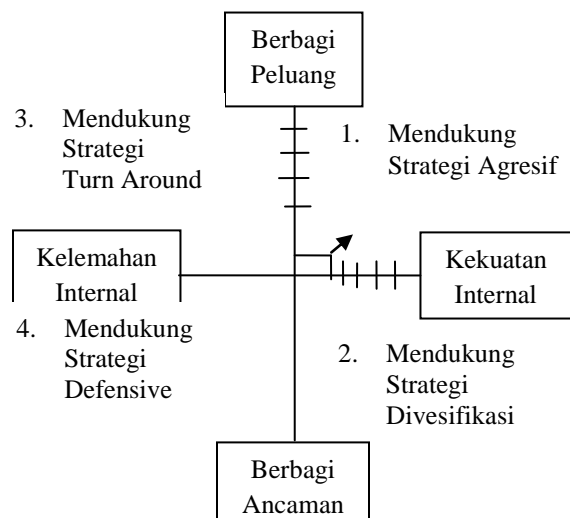 Berbagi
Peluang
3. Mendukung
Strategi
Turn Around
1. Mendukung
Strategi Agresif
Kelemahan
Internal
Kekuatan
Internal
4. Mendukung
Strategi
Defensive
2. Mendukung
Strategi
Divesifikasi
Berbagi
Ancaman